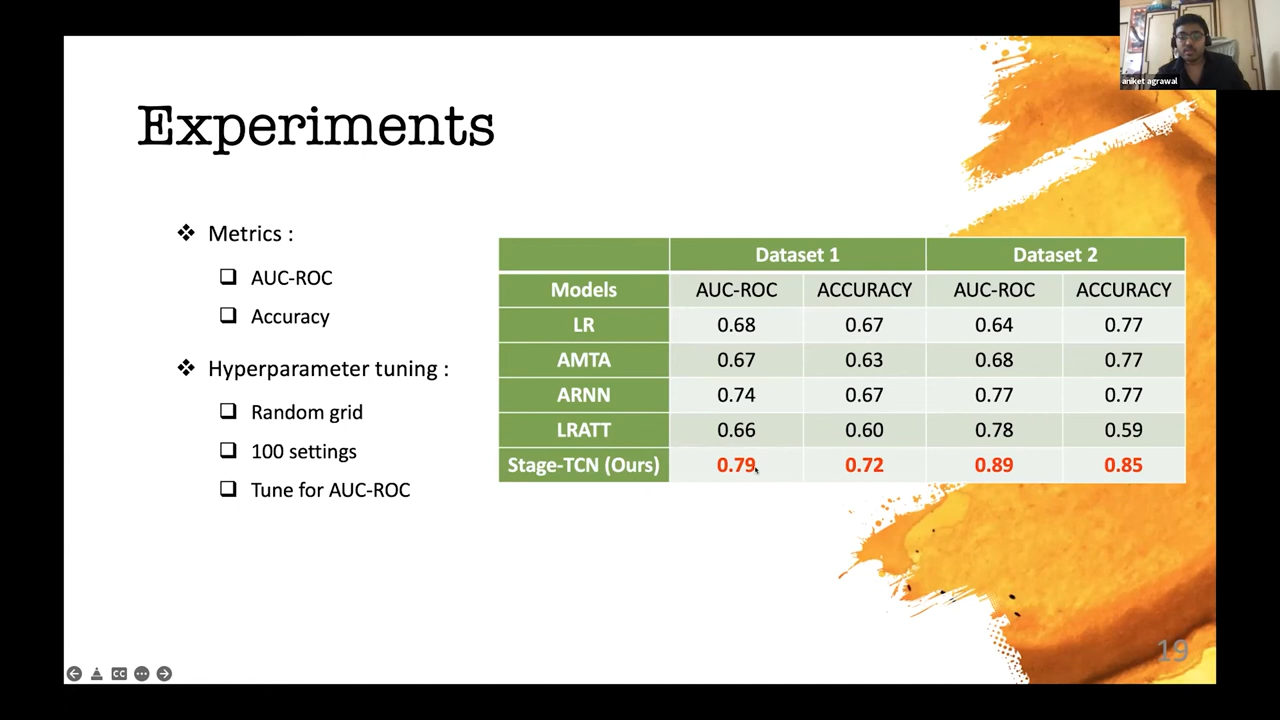 aniket agrawal
Experiments
Metrics :
AUC-ROC
Accuracy
Hyperparameter tuning :
Random grid
100 settings
Tune for AUC-ROC
Dataset 1 Dataset 2
Models AUC-ROC ACCURACY AUC-ROC ACCURACY
LR 0.68 0.67 0.64 0.77
AMTA 0.67 0.63 0.68 0.77
ARNN 0.74 0.67 0.77 0.77
LRATT 0.66 0.60 0.78 0.59
Stage-TCN (Ours) 0.79 0.72 0.89 0.85
19
CC